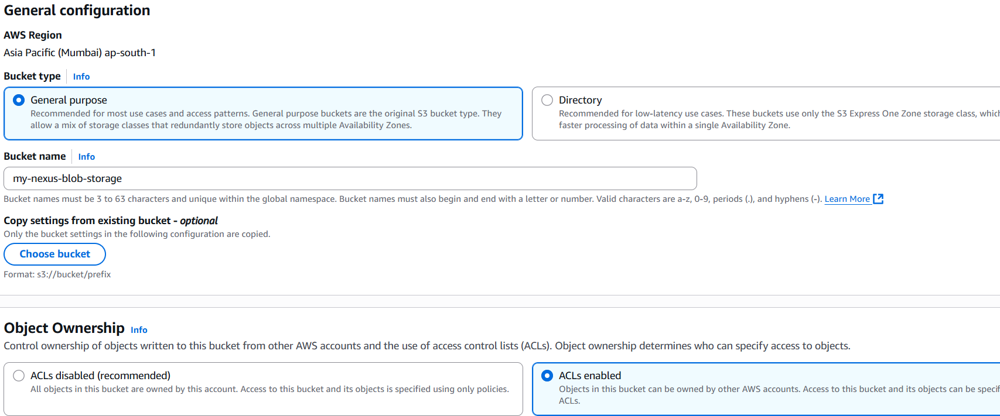 General configuration
AWS Region
Asia Pacific (Mumbai) ap-south-1
Bucket type Info
General purpose
Recommended for most use cases and access patterns. General purpose buckets are the original S3 bucket type. They
allow a mix of storage classes that redundantly store objects across multiple Availability Zones.
Directory
Recommended for low-latency use cases. These buckets use only the S3 Express One Zone storage class,
faster processing of data within a single Availability Zone.
Bucket name Info
my-nexus-blob-storage
Bucket names must be 3 to 63 characters and unique within the global namespace. Bucket names must also begin and end with a letter or number. Valid characters are a-z, 0-9, periods (.), and hyphens (-). Learn More
Copy settings from existing bucket - optional
Only the bucket settings in the following configuration are copied.
Choose bucket
Format: s3://bucket/prefix
Object Ownership Info
Control ownership of objects written to this bucket from other AWS accounts and the use of access control lists (ACLs). Object ownership determines who can specify access to objects.
ACLs disabled (recommended)
All objects in this bucket are owned by this account. Access to this bucket and its objects is specified using only policies.
ACLs enabled
Objects in this bucket can be owned by other AWS accounts. Access to this bucket and its objects can be
ACLs.